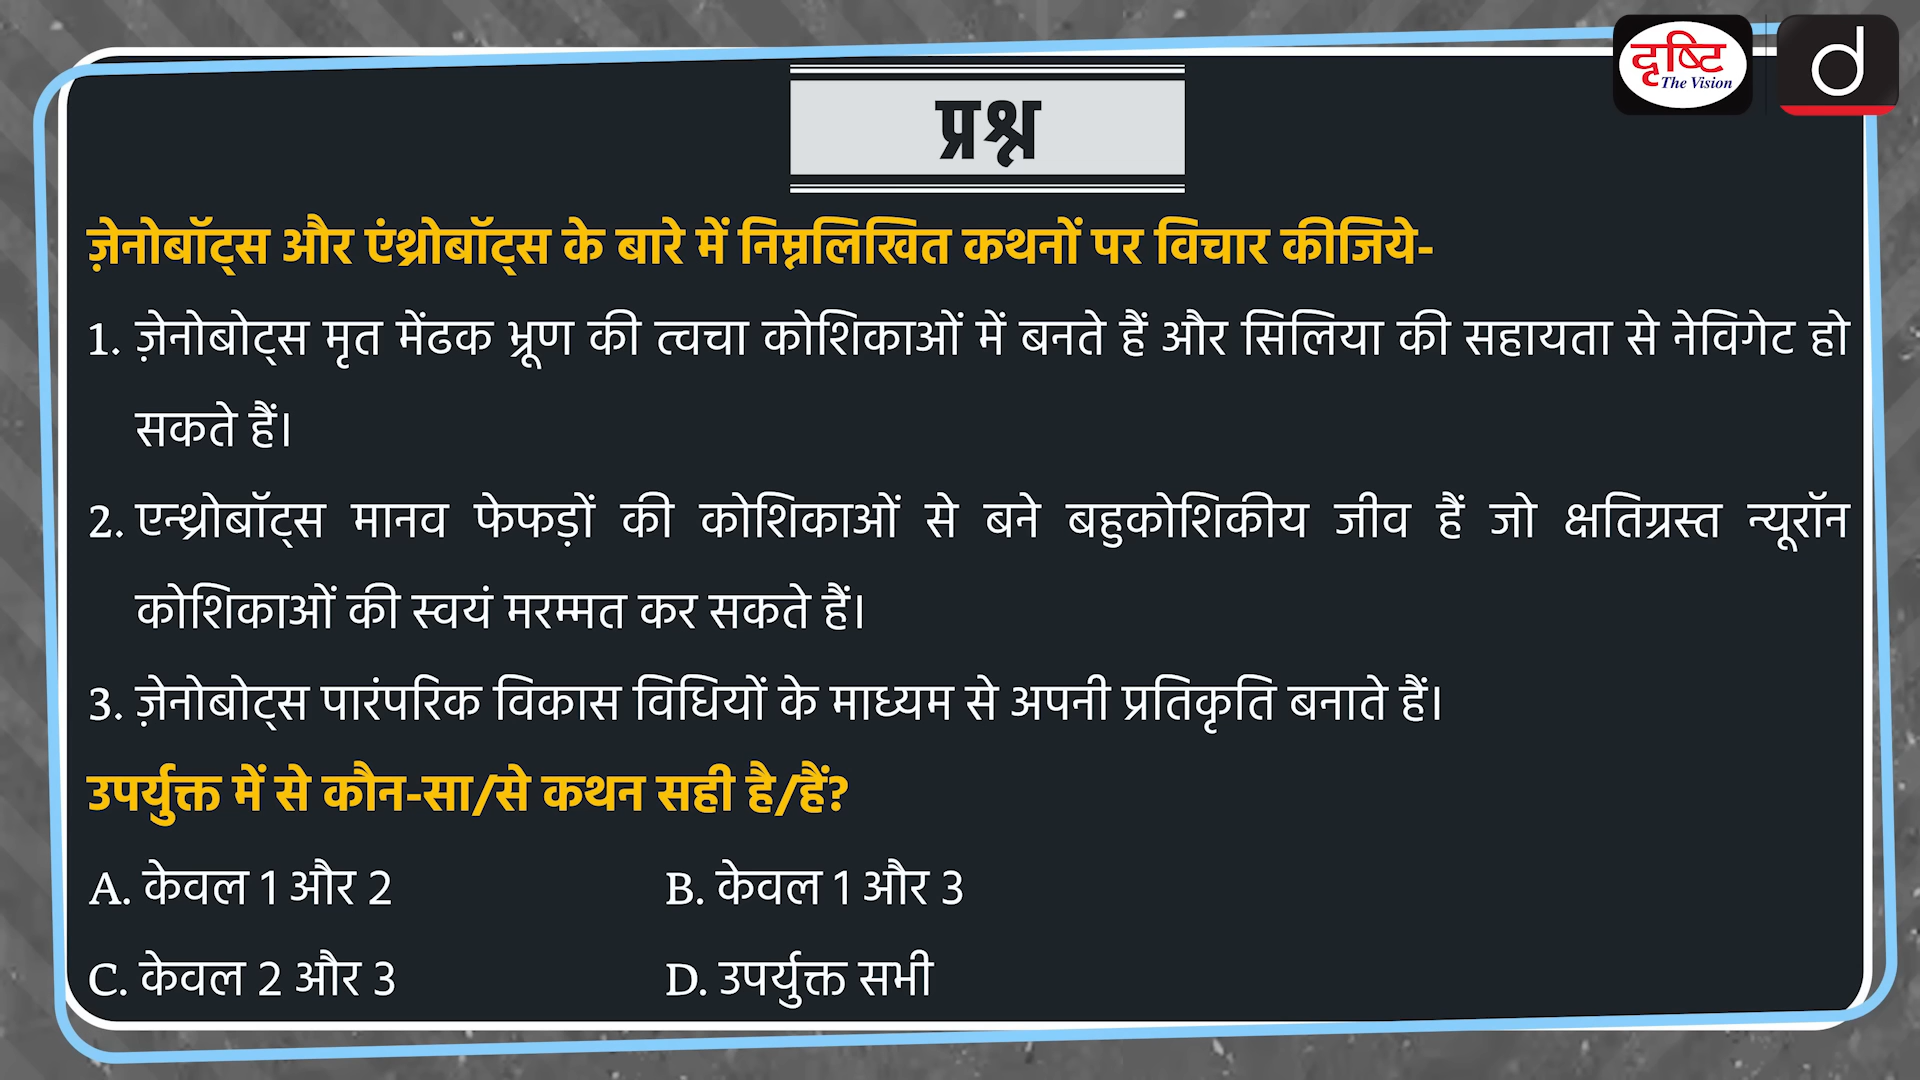 दृष्टि
The Vision
d
प्रश्न
ज़ेनोबॉट्स और एंथ्रोबॉट्स के बारे में निम्नलिखित कथनों पर विचार कीजिये-
1. ज़ेनोबोट्स मृत मेंढक भ्रूण की त्वचा कोशिकाओं में बनते हैं और सिलिया की सहायता से नेविगेट हो
सकते हैं।
2. एन्थ्रोबॉट्स मानव फेफड़ों की कोशिकाओं से बने बहुकोशिकीय जीव हैं जो क्षतिग्रस्त न्यूरॉन
कोशिकाओं की स्वयं मरम्मत कर सकते हैं।
3. ज़ेनोबोट्स पारंपरिक विकास विधियों के माध्यम से अपनी प्रतिकृति बनाते हैं।
उपर्युक्त में से कौन-सा/से कथन सही है/हैं?
A. केवल 1 और 2 B. केवल 1 और 3
C. केवल 2 और 3 D. उपर्युक्त सभी